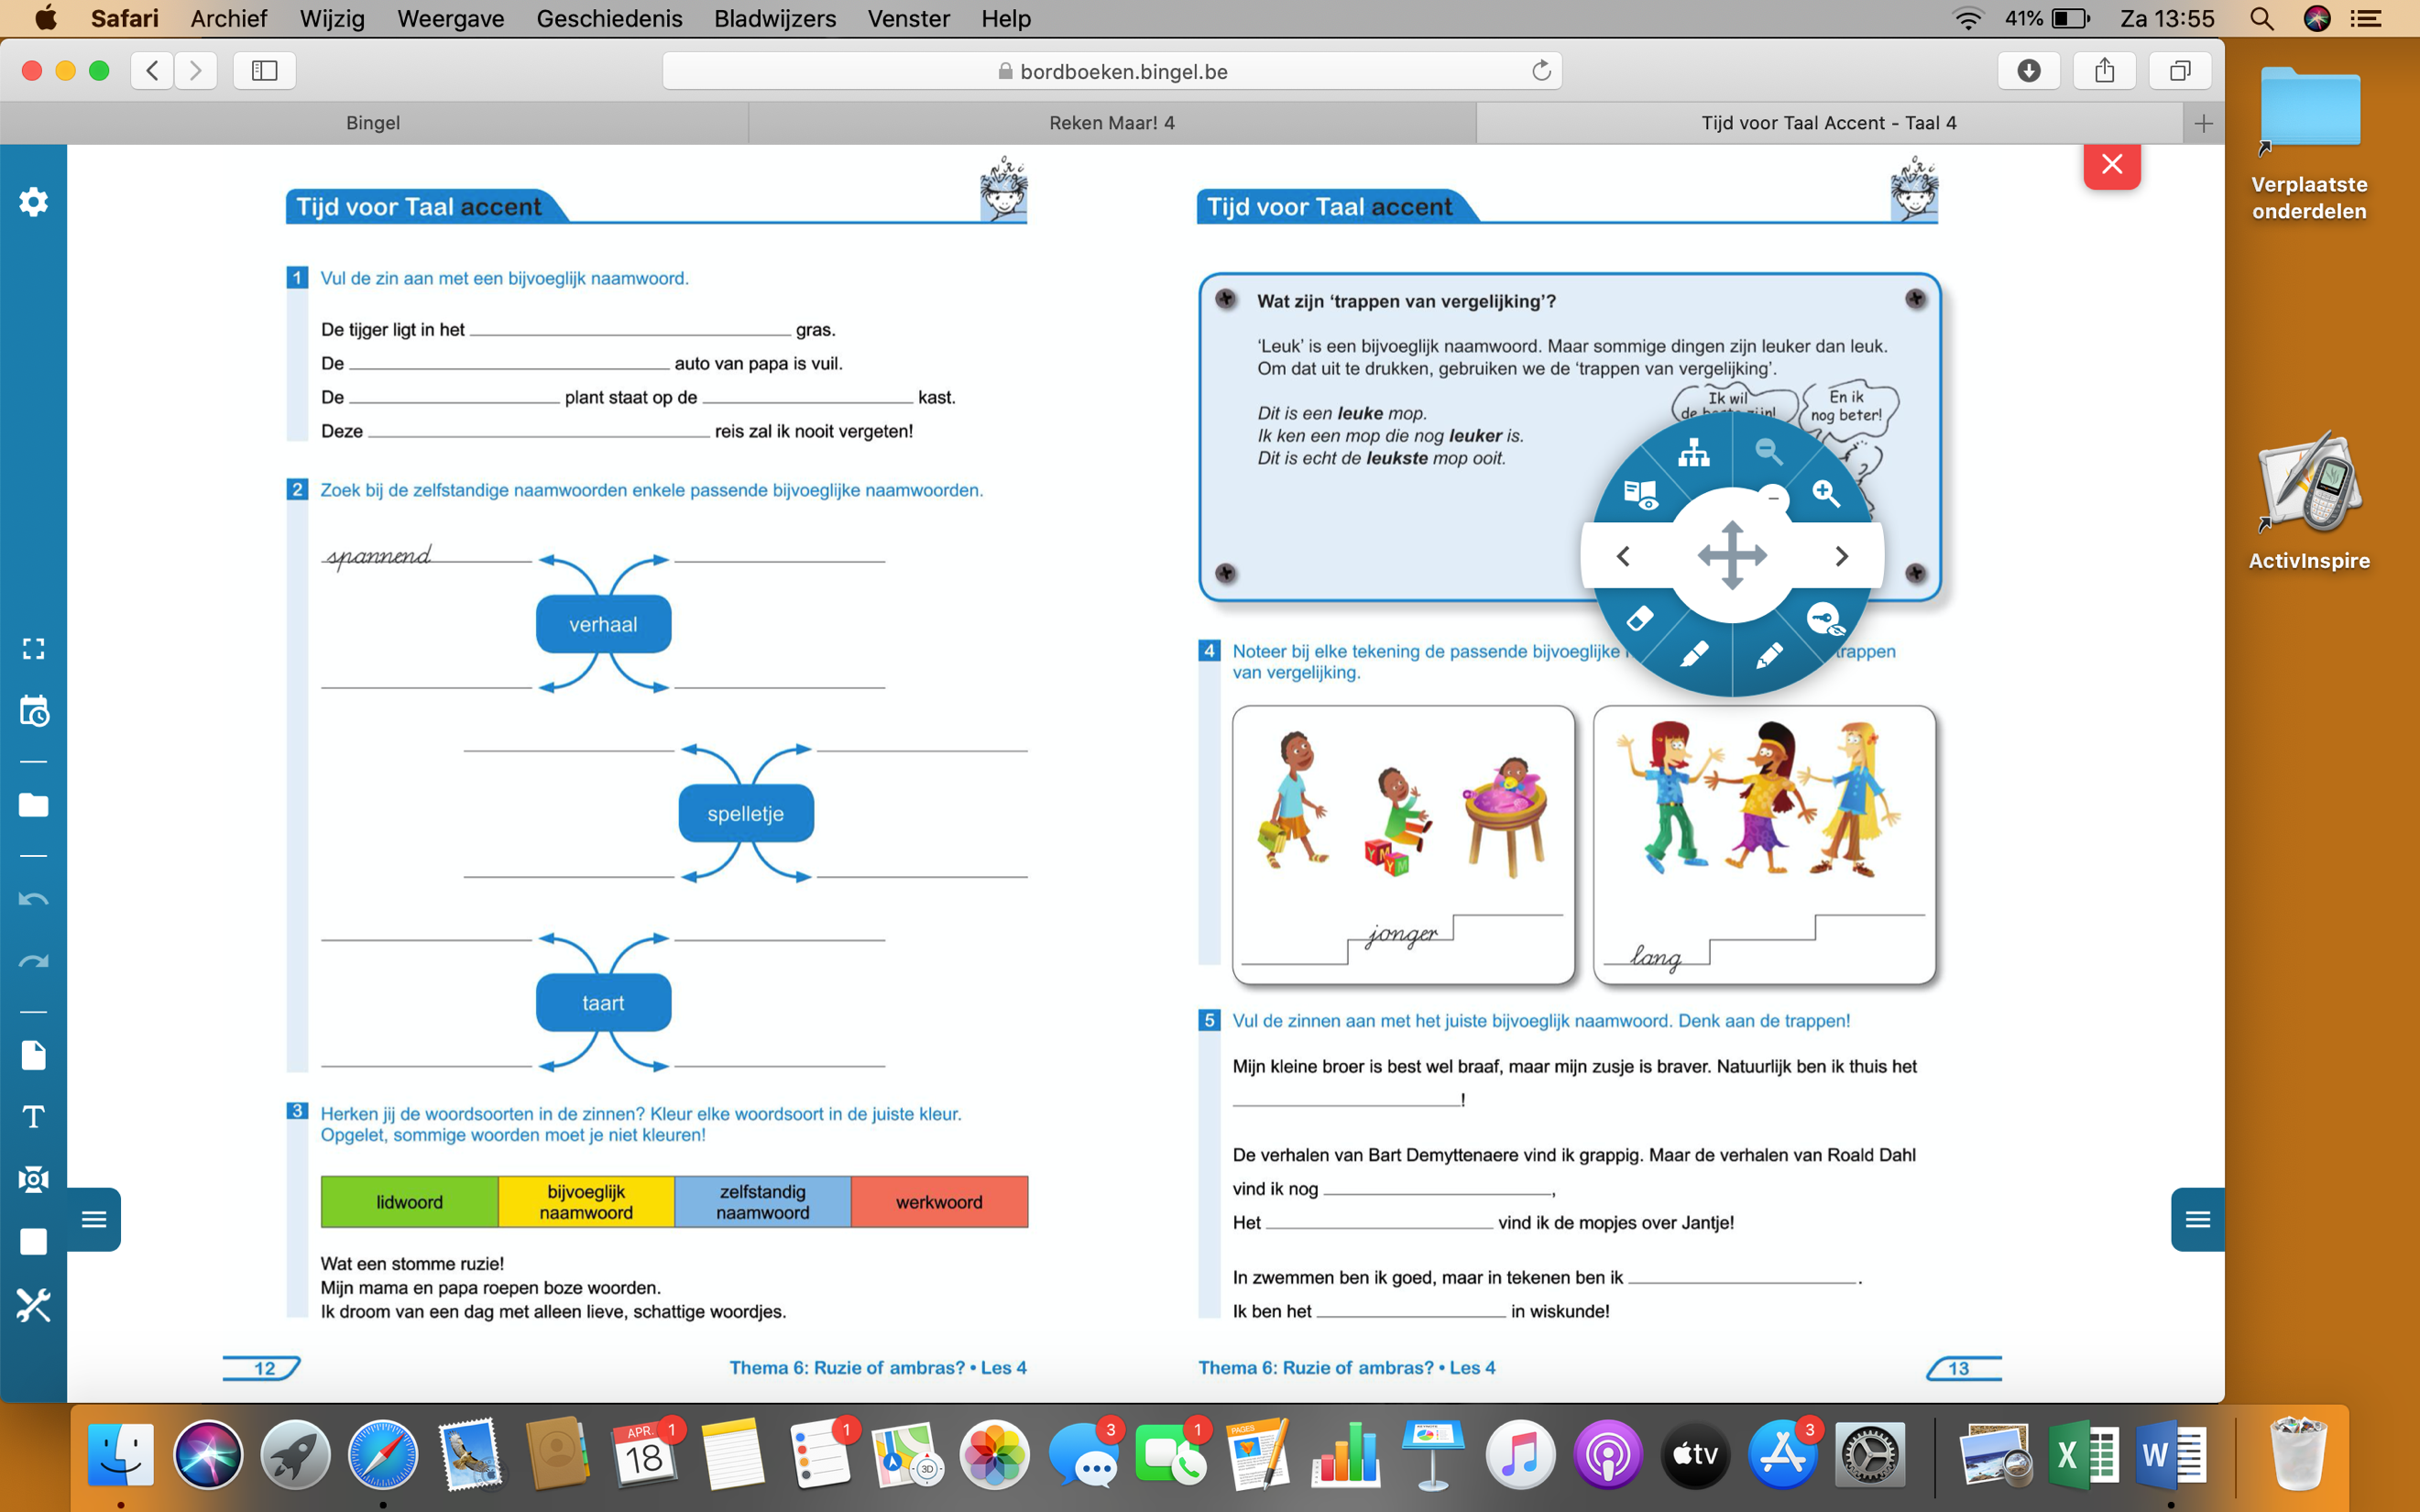 Safari Archief Wijzig Weergave Geschiedenis Bladwijzers Venster Help 41% Za 13:55
bordboeken.bingel.be
Bingel Reken Maar! 4 Tijd voor Taal Accent - Taal 4
Verplaatste
onderdelen
ActivInspire
Tijd voor Taal accent
1 Vul de zin aan met een bijvoeglijk naamwoord.
De tijger ligt in het gras.
De auto van papa is vuil.
De plant staat op de kast.
Deze reis zal ik nooit vergeten!
2 Zoek bij de zelfstandige naamwoorden enkele passende bijvoeglijke naamwoorden.
spannend
verhaal
spelletje
taart
3 Herken jij de woordsoorten in de zinnen? Kleur elke woordsoort in de juiste kleur.
Opgelet, sommige woorden moet je niet kleuren!
lidwoord
bijvoeglijk
naamwoord
zelfstandig
naamwoord
werkwoord
Wat een stomme ruzie!
Mijn mama en papa roepen boze woorden.
Ik droom van een dag met alleen lieve, schattige woordjes.
12 Thema 6: Ruzie of ambras? • Les 4
Tijd voor Taal accent
Wat zijn ‘trappen van vergelijking’?
‘Leuk’ is een bijvoeglijk naamwoord. Maar sommige dingen zijn leuker dan leuk.
Om dat uit te drukken, gebruiken we de ‘trappen van vergelijking’.
Dit is een leuke mop.
Ik ken een mop die nog leuker is.
Dit is echt de leukste mop ooit.
Ik wil
de
En ik
nog beter!
?
4 Noteer bij elke tekening de passende bijvoeglijke trappen
van vergelijking.
Y M Y M
jonger
lang
5 Vul de zinnen aan met het juiste bijvoeglijk naamwoord. Denk aan de trappen!
Mijn kleine broer is best wel braaf, maar mijn zusje is braver. Natuurlijk ben ik thuis het
!
De verhalen van Bart Demyttenaere vind ik grappig. Maar de verhalen van Roald Dahl
vind ik nog ,
Het vind ik de mopjes over Jantje!
In zwemmen ben ik goed, maar in tekenen ben ik .
Ik ben het in wiskunde!
Thema 6: Ruzie of ambras? • Les 4 13
APR.
18
1
1
3D
3
1
PAGES
tv
3
X
W